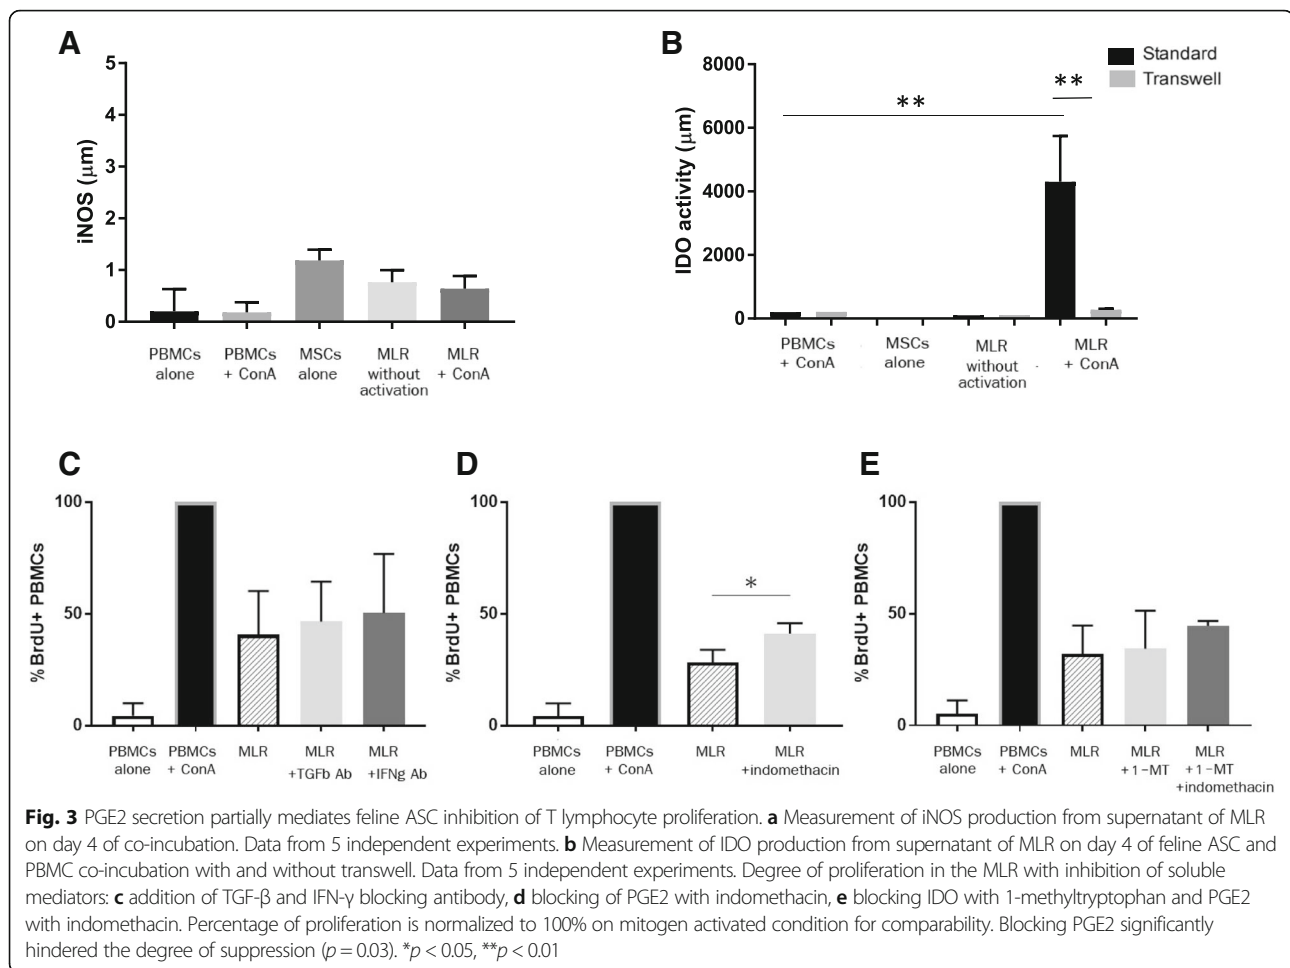 A
iNOS (μm)
5
4
3
2
1
0
PBMCs alone
PBMCs + ConA
MSCs alone
MLR without activation
MLR + ConA
B
IDO activity (μm)
8000
6000
4000
2000
0
**
**
Standard
Transwell
PBMCs + ConA
MSCs alone
MLR without activation
MLR + ConA
C
% BrdU+ PBMCs
100
50
0
PBMCs alone
PBMCs + ConA
MLR
MLR +TGFb Ab
MLR +IFNg Ab
D
% BrdU+ PBMCs
100
50
0
*
PBMCs alone
PBMCs + ConA
MLR
MLR +indomethacin
E
% BrdU+ PBMCs
100
50
0
PBMCs alone
PBMCs + ConA
MLR
MLR +1-MT
MLR +1-MT +indomethacin
Fig. 3 PGE2 secretion partially mediates feline ASC inhibition of T lymphocyte proliferation. a Measurement of iNOS production from supernatant of MLR
on day 4 of co-incubation. Data from 5 independent experiments. b Measurement of IDO production from supernatant of MLR on day 4 of feline ASC and
PBMC co-incubation with and without transwell. Data from 5 independent experiments. Degree of proliferation in the MLR with inhibition of soluble
mediators: c addition of TGF-β and IFN-γ blocking antibody, d blocking of PGE2 with indomethacin, e blocking IDO with 1-methyltryptophan and PGE2
with indomethacin. Percentage of proliferation is normalized to 100% on mitogen activated condition for comparability. Blocking PGE2 significantly
hindered the degree of suppression (p = 0.03). *p < 0.05, **p < 0.01